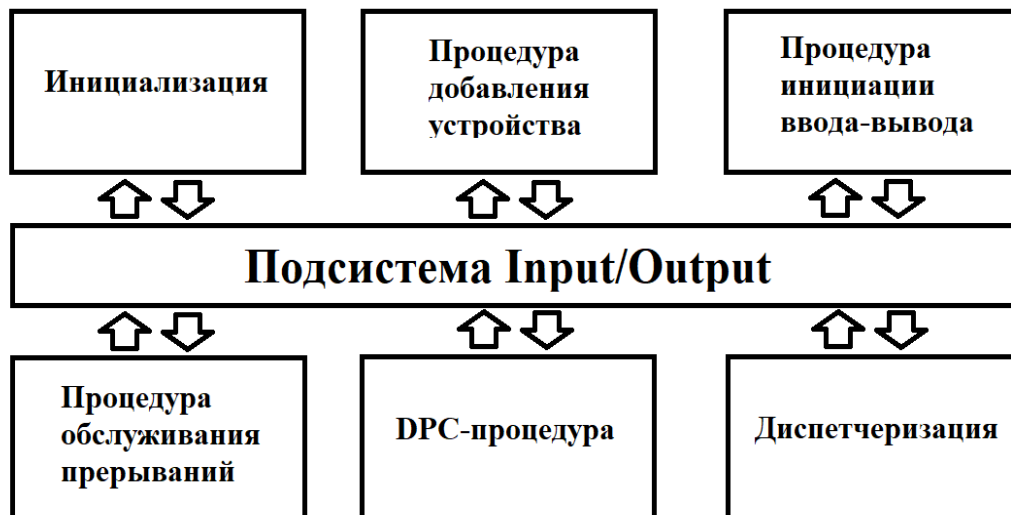 Инициализация
Процедура
добавления
устройства
Процедура
инициации
ввода-вывода
Подсистема Input/Output
Процедура
обслуживания
прерываний
DPC-процедура
Диспетчеризация